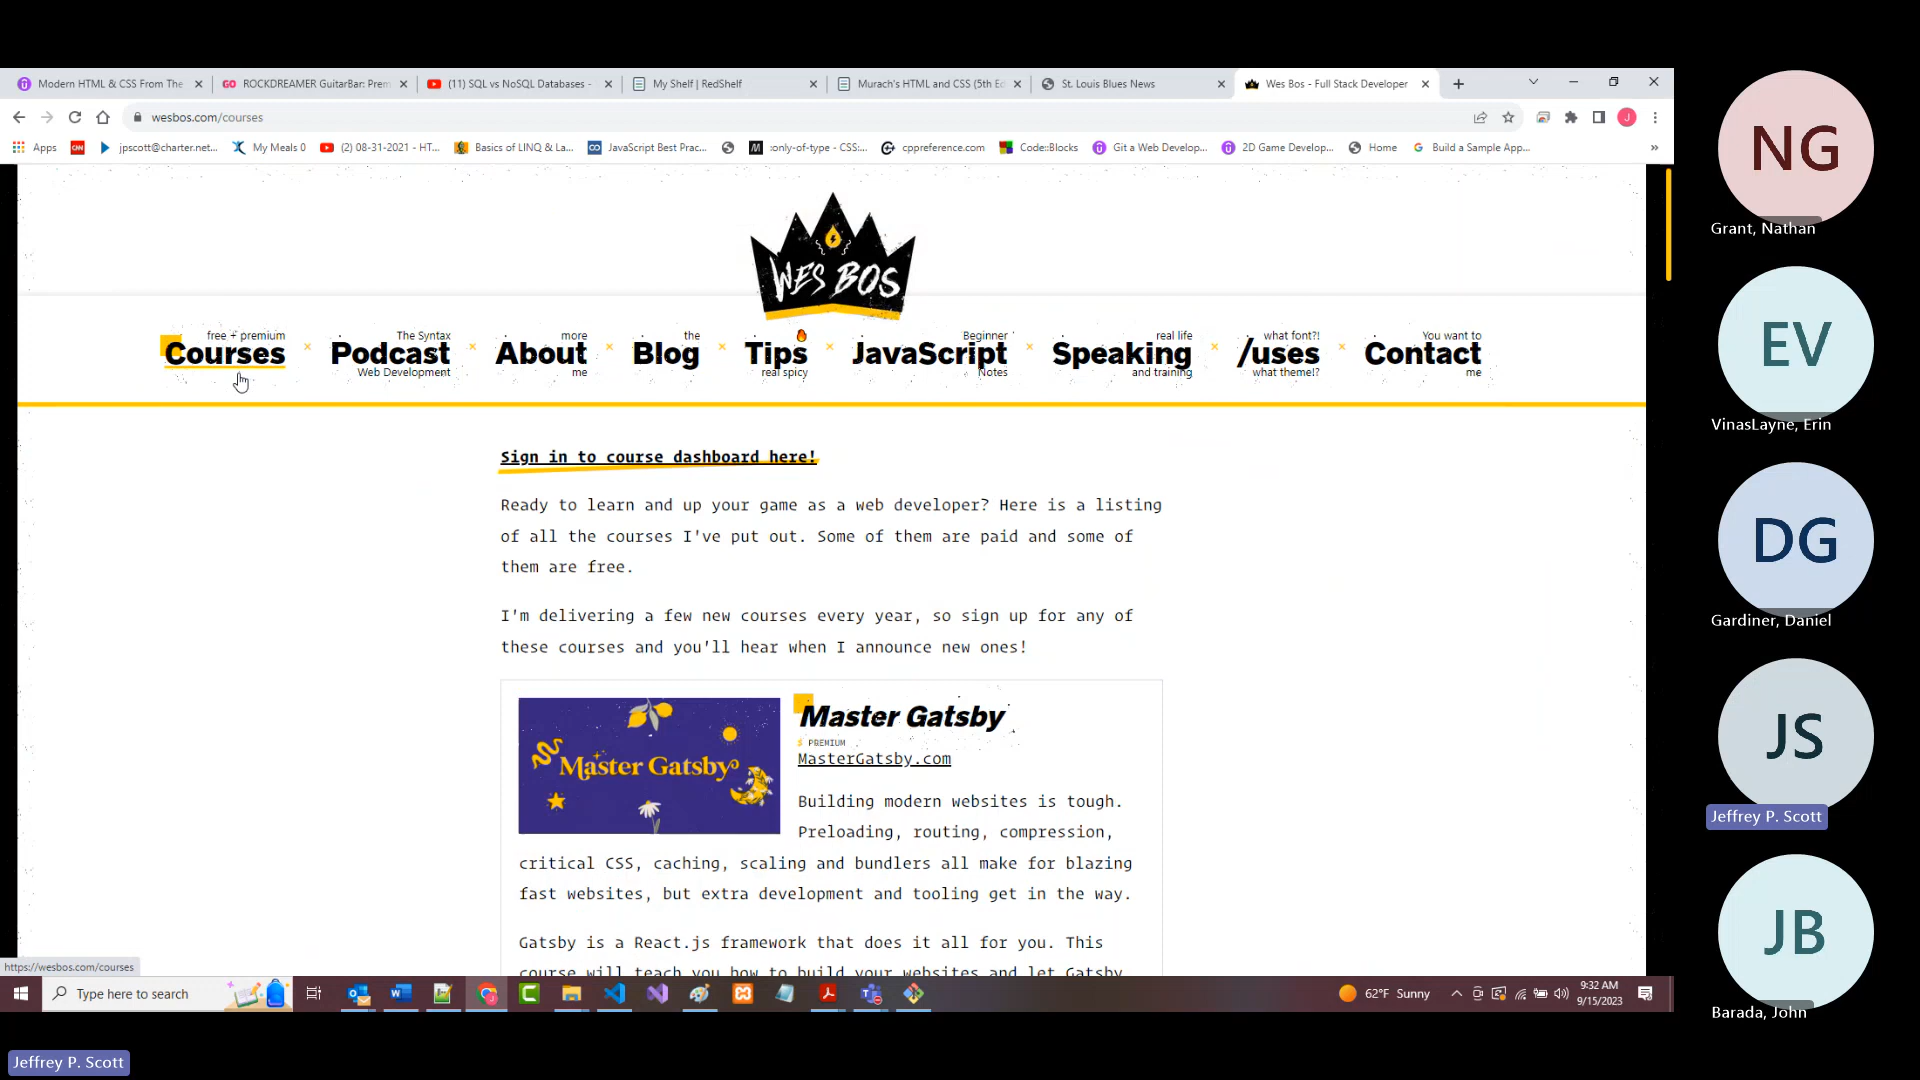 Modern HTML & CSS From The
ROCKDREAMER GuitarBar: Prem
(11) SQL vs NoSQL Databases -
My Shelf | RedShelf
Murach's HTML and CSS (5th Ed
St. Louis Blues News
Wes Bos - Full Stack Developer
wesbos.com/courses
Apps
jpscott@charter.net...
My Meals 0
(2) 08-31-2021 - HT...
Basics of LINQ & La...
JavaScript Best Prac...
:only-of-type - CSS:...
cppreference.com
Code::Blocks
Git a Web Develop...
2D Game Develop...
Home
Build a Sample App...
WES BOS
free + premium
Courses
The Syntax
Podcast
Web Development
more
About
me
the
Blog
Tips
real spicy
Beginner
JavaScript
Notes
real life
Speaking
and training
what font?!
/uses
what theme!?
You want to
Contact
me
Sign in to course dashboard here!
Ready to learn and up your game as a web developer? Here is a listing
of all the courses I've put out. Some of them are paid and some of
them are free.
I'm delivering a few new courses every year, so sign up for any of
these courses and you'll hear when I announce new ones!
Master Gatsby
Master Gatsby
PREMIUM
MasterGatsby.com
Building modern websites is tough.
Preloading, routing, compression,
critical CSS, caching, scaling and bundlers all make for blazing
fast websites, but extra development and tooling get in the way.
Gatsby is a React.js framework that does it all for you. This
course will teach you how to build your websites and let Gatsby
https://wesbos.com/courses
Type here to search
62°F Sunny
9:32 AM
9/15/2023
NG
Grant, Nathan
EV
VinasLayne, Erin
DG
Gardiner, Daniel
JS
Jeffrey P. Scott
JB
Barada, John
Jeffrey P. Scott